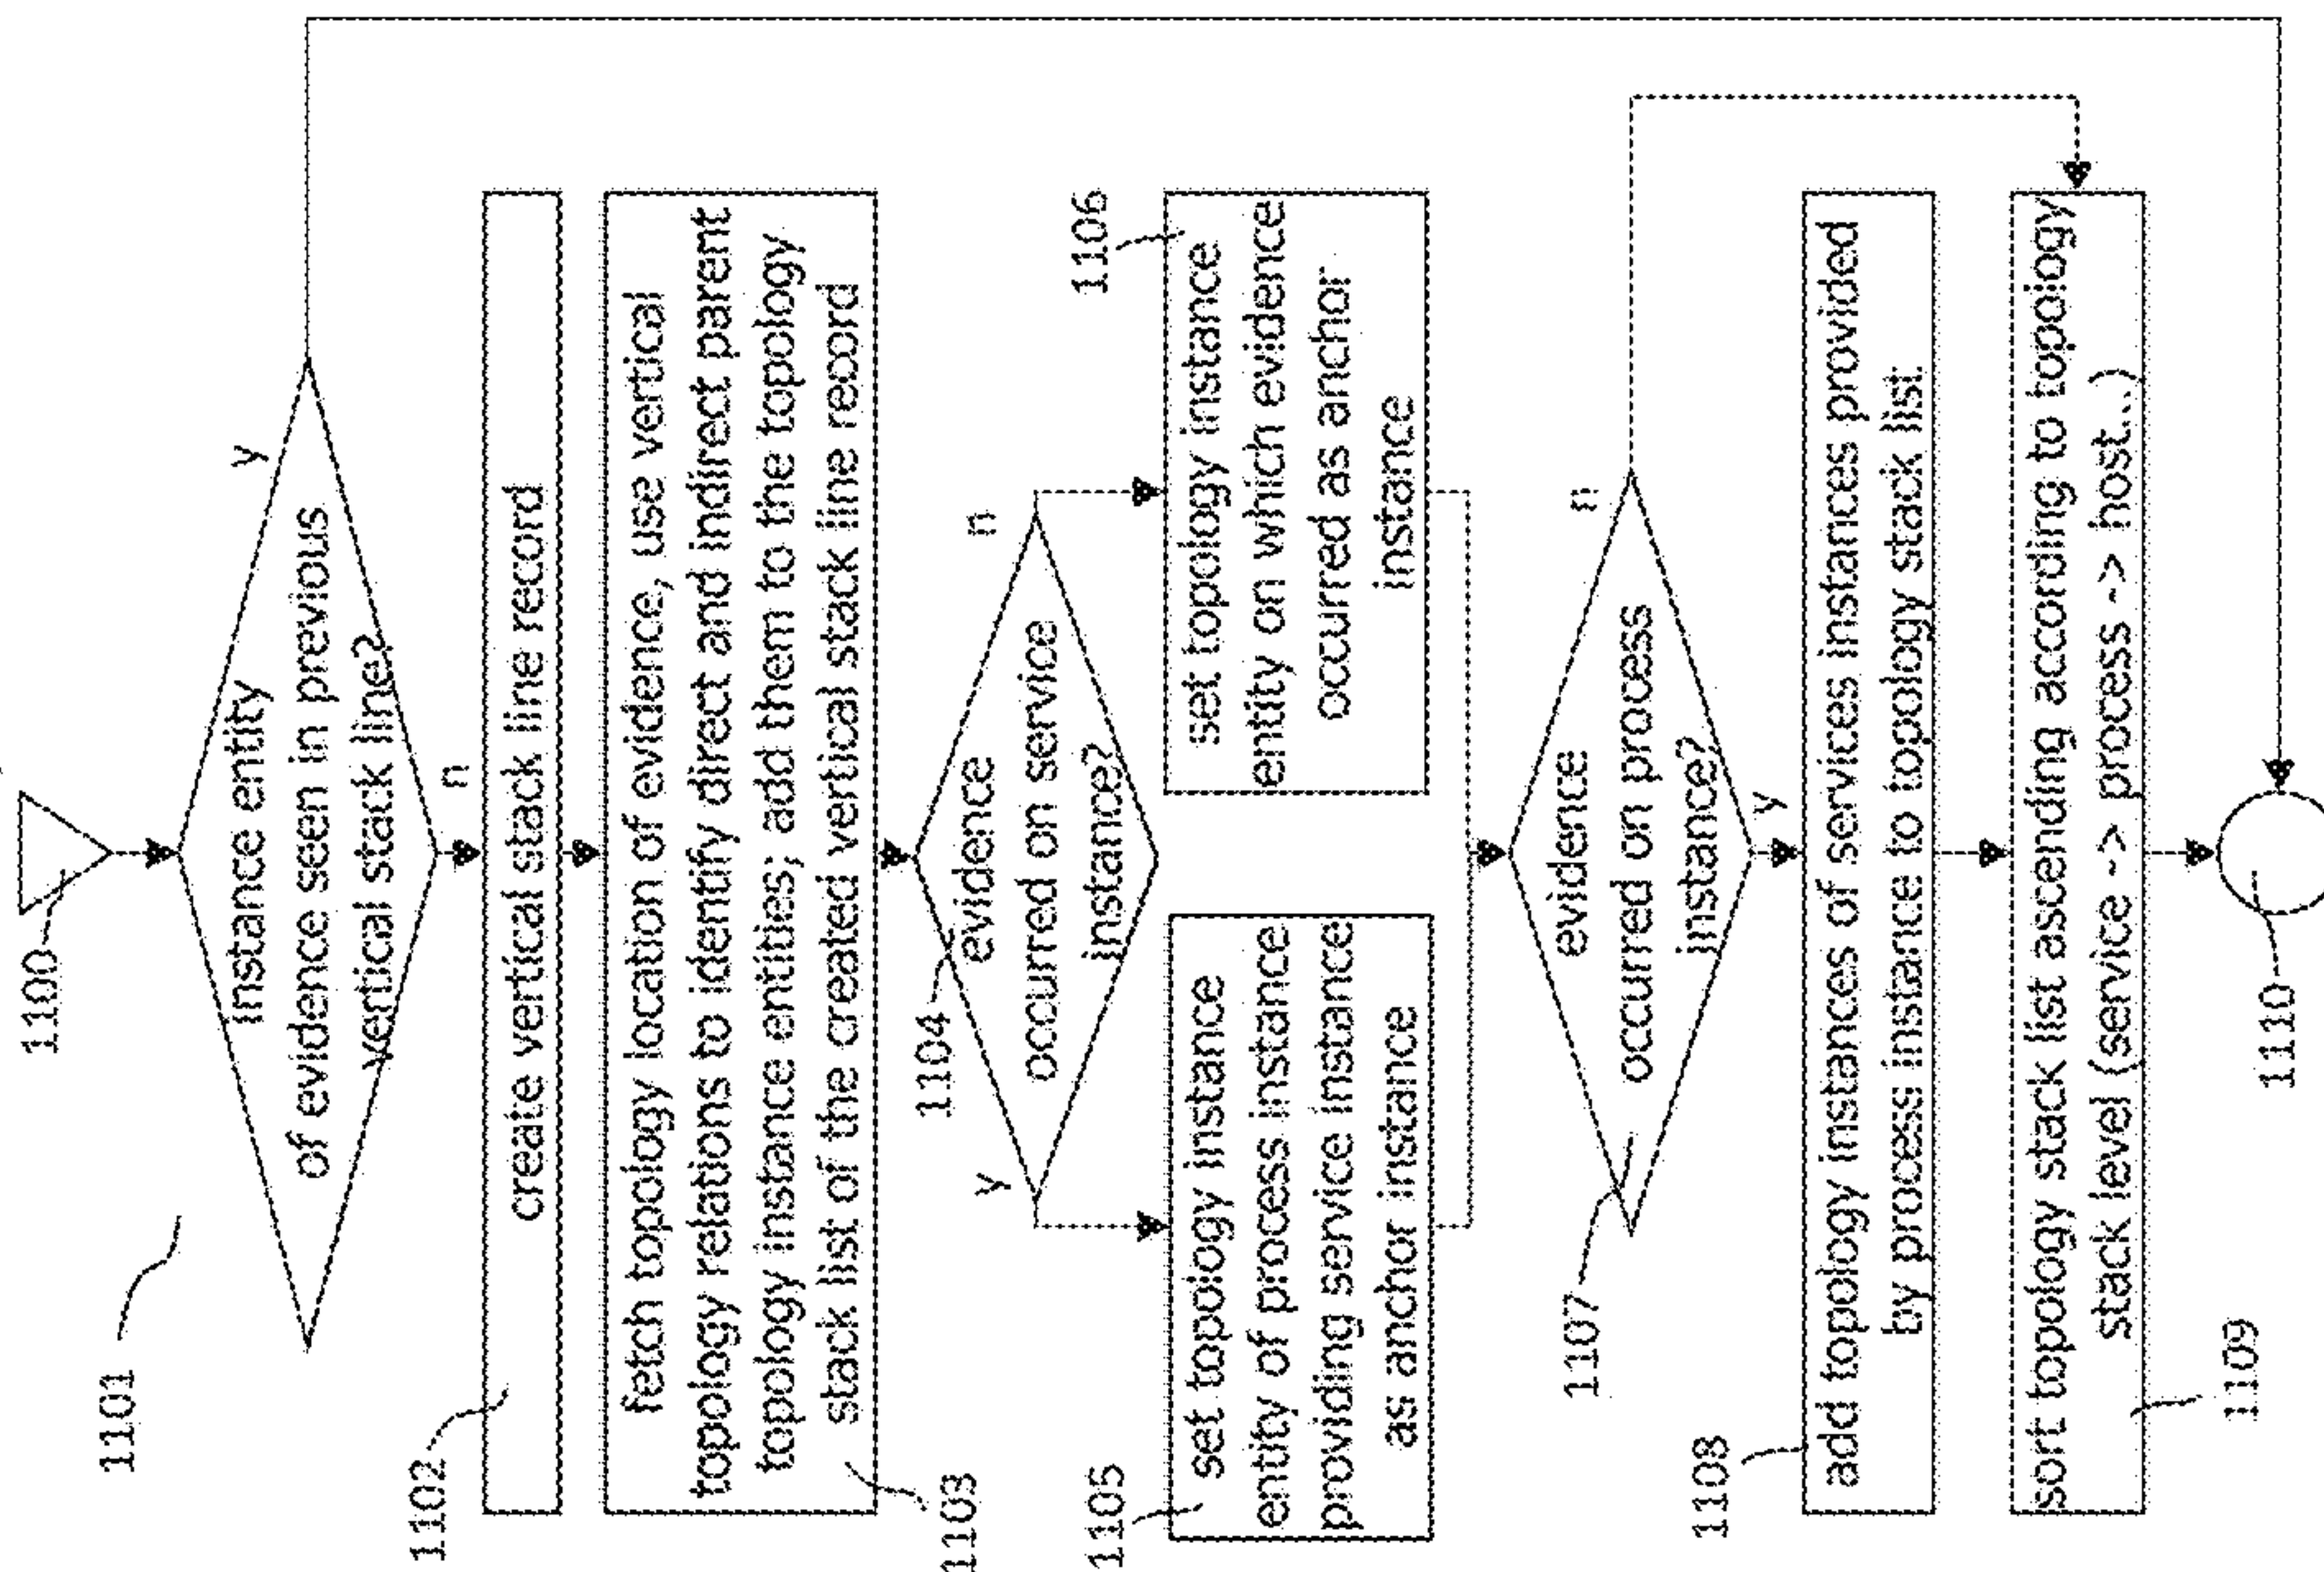 1100
1101
instance entity
of evidence seen in previous
vertical stack line?
y
n
1102
create vertical stack line record
fetch topology location of evidence, use vertical
topology relations to identify direct and indirect parent
topology instance entities; add them to the topology
stack list of the created vertical stack line record
1103
1104
evidence
occurred on service
instance?
y
n
1105
set topology instance
entity of process instance
providing service instance
as anchor instance
1106
set topology instance
entity on which evidence
occurred as anchor
instance
1107
evidence
occurred on process
instance?
n
y
1108
add topology instances of services instances provided
by process instance to topology stack list
sort topology stack list ascending according to topology
stack level (service -> process -> host..)
1109
1110